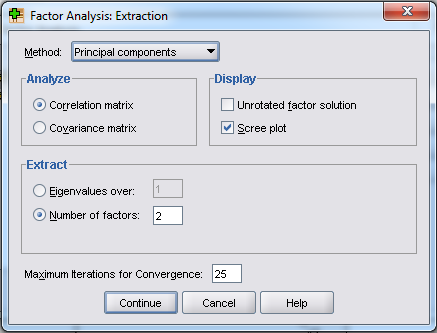 Factor Analysis: Extraction
Method: Principal components
Analyze
Correlation matrix
Covariance matrix
Display
Unrotated factor solution
Scree plot
Extract
Eigenvalues over: 1
Number of factors: 2
Maximum Iterations for Convergence: 25
Continue Cancel Help